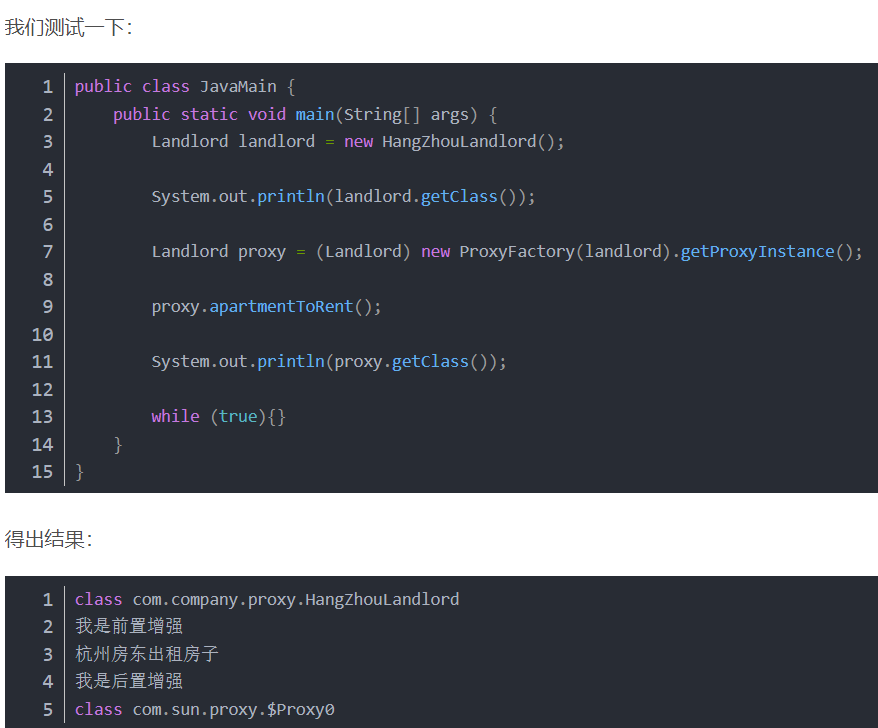 我们测试一下：
1 public class JavaMain {
2     public static void main(String[] args) {
3         Landlord landlord = new HangZhouLandlord();
4
5         System.out.println(landlord.getClass());
6
7         Landlord proxy = (Landlord) new ProxyFactory(landlord).getProxyInstance();
8
9         proxy.apartmentToRent();
10
11         System.out.println(proxy.getClass());
12
13         while (true){}
14     }
15 }
得出结果：
1 class com.company.proxy.HangZhouLandlord
2 我是前置增强
3 杭州房东出租房子
4 我是后置增强
5 class com.sun.proxy.$Proxy0